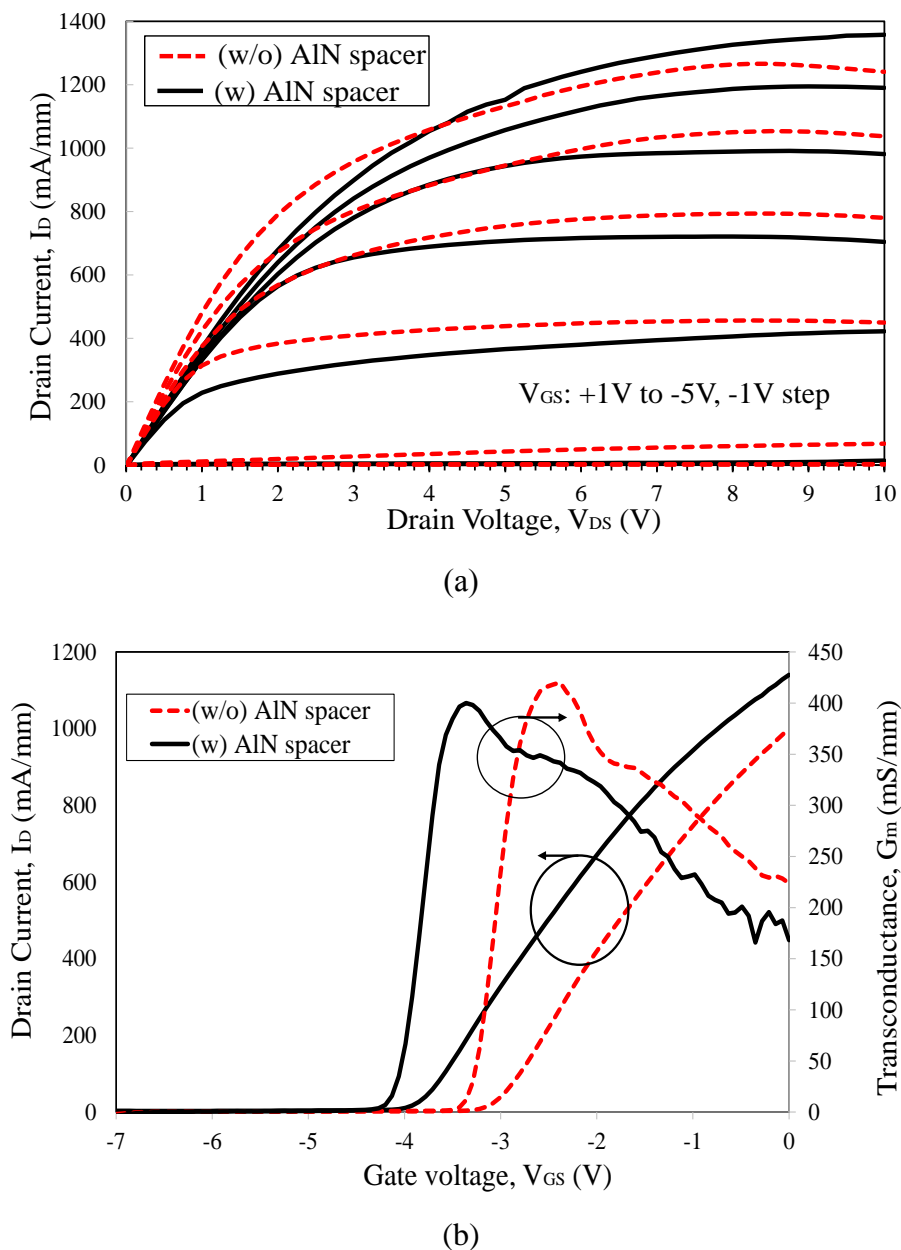 1400
1200
1000
800
600
400
200
0
Drain Current, ID (mA/mm)
(w/o) AlN spacer
(w) AlN spacer
VGS: +1V to -5V, -1V step
0 1 2 3 4 5 6 7 8 9 10
Drain Voltage, VDS (V)
(a)
1200
1000
800
600
400
200
0
Drain Current, ID (mA/mm)
(w/o) AlN spacer
(w) AlN spacer
450
400
350
300
250
200
150
100
50
0
Transconductance, Gm (mS/mm)
-7 -6 -5 -4 -3 -2 -1 0
Gate voltage, VGS (V)
(b)